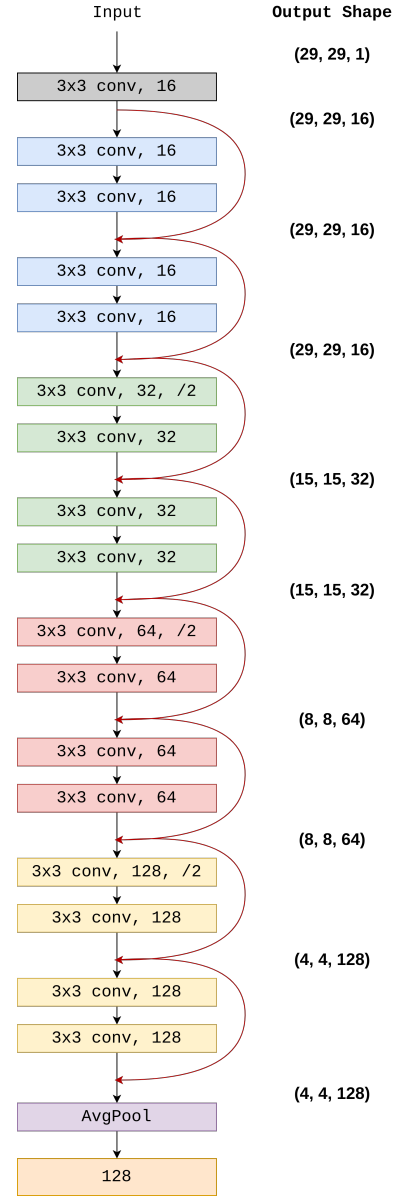 Input Output Shape
(29, 29, 1)
3x3 conv, 16
(29, 29, 16)
3x3 conv, 16
3x3 conv, 16
(29, 29, 16)
3x3 conv, 16
3x3 conv, 16
(29, 29, 16)
3x3 conv, 32, /2
3x3 conv, 32
(15, 15, 32)
3x3 conv, 32
3x3 conv, 32
(15, 15, 32)
3x3 conv, 64, /2
3x3 conv, 64
(8, 8, 64)
3x3 conv, 64
3x3 conv, 64
(8, 8, 64)
3x3 conv, 128, /2
3x3 conv, 128
(4, 4, 128)
3x3 conv, 128
3x3 conv, 128
(4, 4, 128)
AvgPool
128